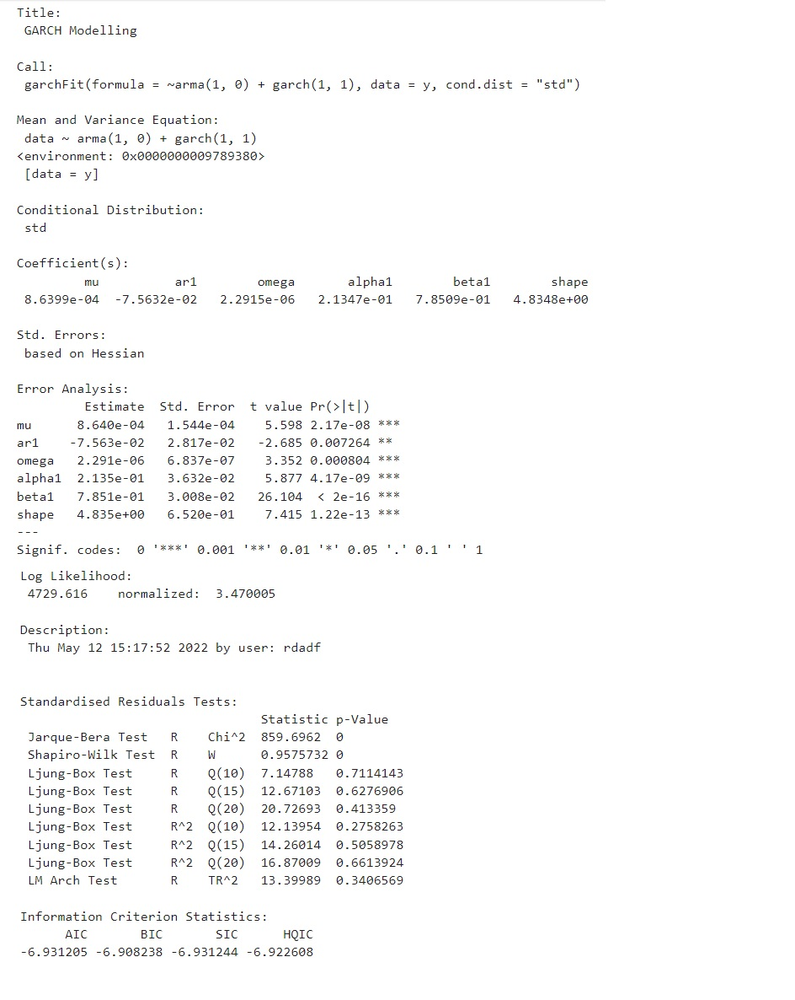 Title:
GARCH Modelling
Call:
garchFit(formula = ~arma(1, 0) + garch(1, 1), data = y, cond.dist = "std")
Mean and Variance Equation:
data ~ arma(1, 0) + garch(1, 1)
<environment: 0x0000000009789380>
[data = y]
Conditional Distribution:
std
Coefficient(s):
mu ar1 omega alpha1 beta1 shape
8.6399e-04 -7.5632e-02 2.2915e-06 2.1347e-01 7.8509e-01 4.8348e+00
Std. Errors:
based on Hessian
Error Analysis:
Estimate Std. Error t value Pr(>|t|)
mu 8.640e-04 1.544e-04 5.598 2.17e-08 ***
ar1 -7.563e-02 2.817e-02 -2.685 0.007264 **
omega 2.291e-06 6.837e-07 3.352 0.000804 ***
alpha1 2.135e-01 3.632e-02 5.877 4.17e-09 ***
beta1 7.851e-01 3.008e-02 26.104 < 2e-16 ***
shape 4.835e+00 6.520e-01 7.415 1.22e-13 ***
---
Signif. codes: 0 '***' 0.001 '**' 0.01 '*' 0.05 '.' 0.1 ' ' 1
Log Likelihood:
4729.616 normalized: 3.470005
Description:
Thu May 12 15:17:52 2022 by user: rdadf
Standardised Residuals Tests:
Statistic p-Value
Jarque-Bera Test R Chi^2 859.6962 0
Shapiro-Wilk Test R W 0.9575732 0
Ljung-Box Test R Q(10) 7.14788 0.7114143
Ljung-Box Test R Q(15) 12.67103 0.6276906
Ljung-Box Test R Q(20) 20.72693 0.413359
Ljung-Box Test R^2 Q(10) 12.13954 0.2758263
Ljung-Box Test R^2 Q(15) 14.26014 0.5058978
Ljung-Box Test R^2 Q(20) 16.87009 0.6613924
LM Arch Test R TR^2 13.39989 0.3406569
Information Criterion Statistics:
AIC BIC SIC HQIC
-6.931205 -6.908238 -6.931244 -6.922608